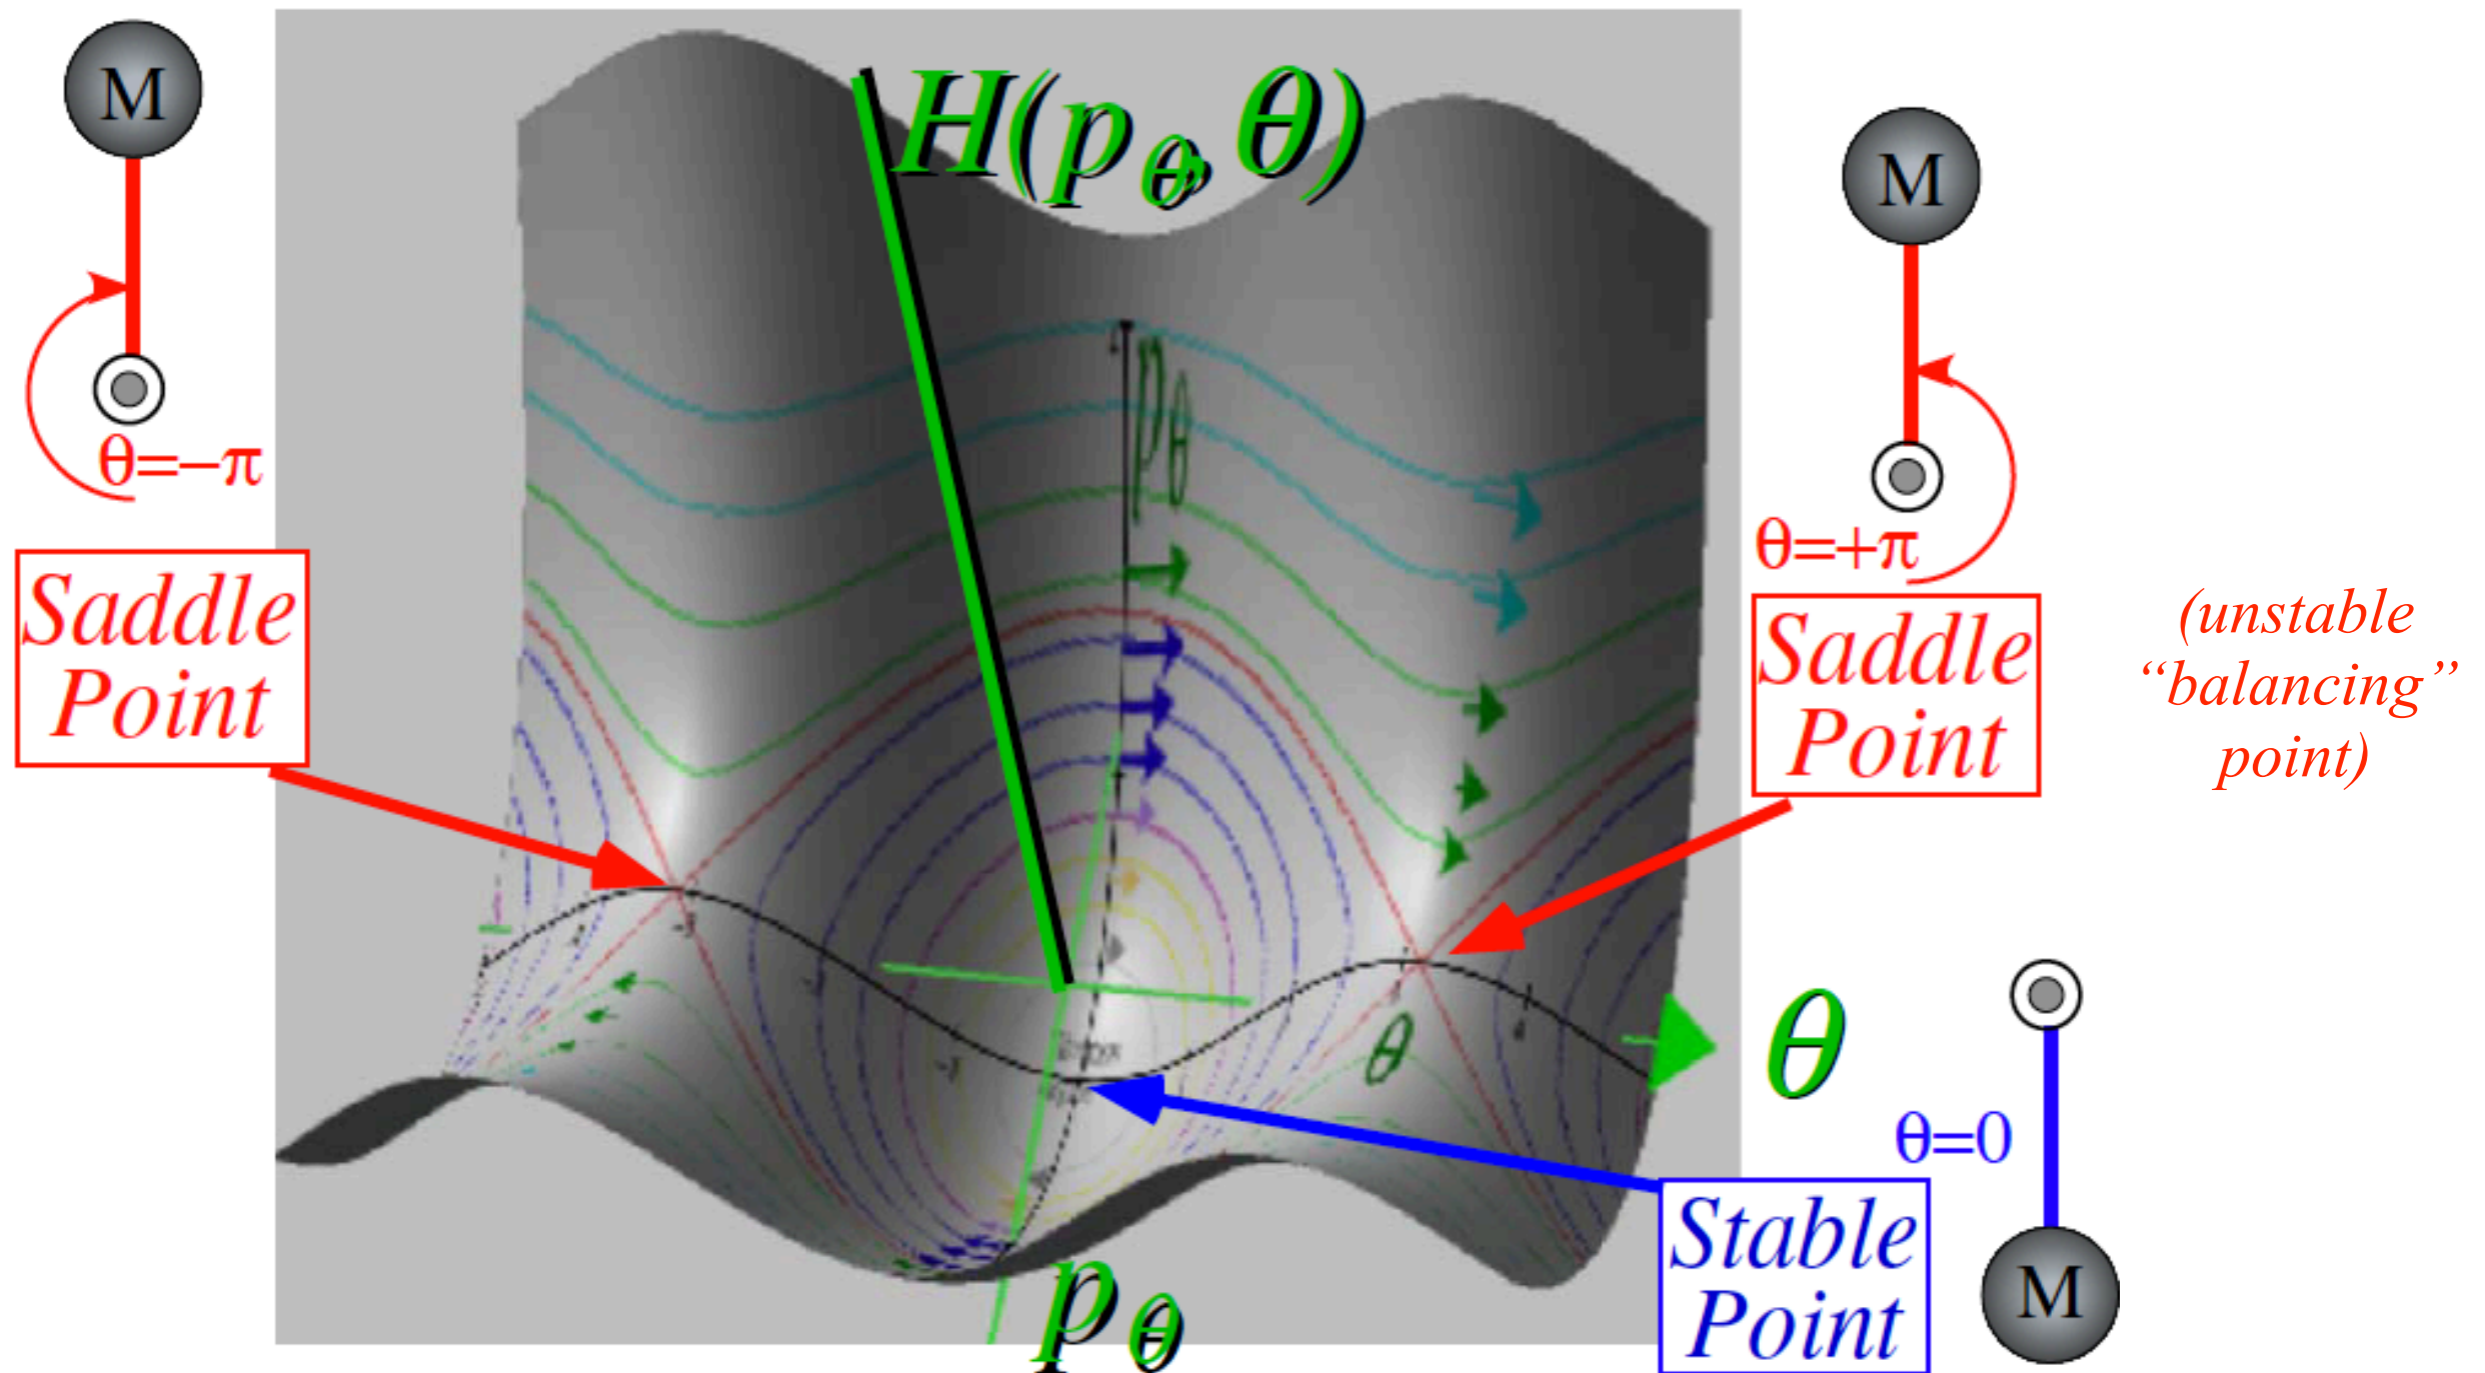 M
H(pθ, θ)
M
pθ
θ=−π
θ=+π
Saddle
Point
Saddle
Point
(unstable
“balancing”
point)
θ
θ
θ=0
Stable
Point
M
pθ